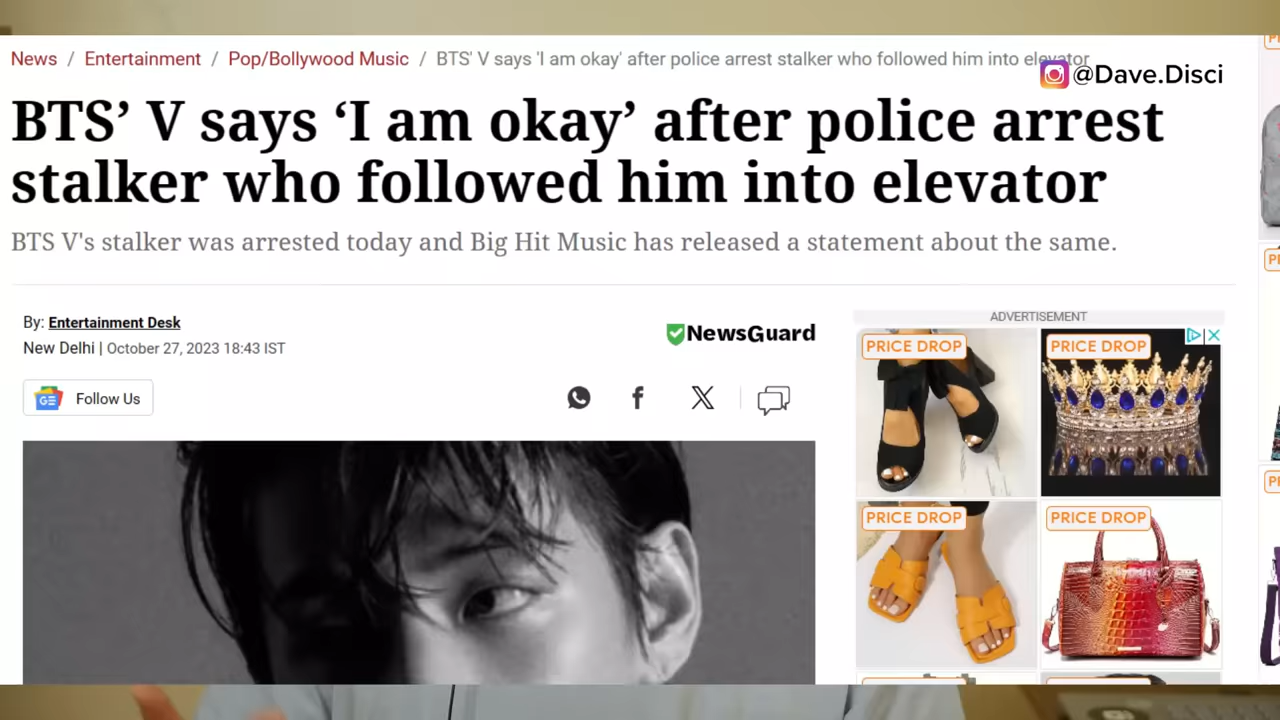 News / Entertainment / Pop/Bollywood Music / BTS' V says 'I am okay' after police arrest stalker who followed him into elevator
@Dave.Disci
BTS’ V says ‘I am okay’ after police arrest
stalker who followed him into elevator
BTS V's stalker was arrested today and Big Hit Music has released a statement about the same.
By: Entertainment Desk
New Delhi | October 27, 2023 18:43 IST
NewsGuard
GE Follow Us
ADVERTISEMENT
PRICE DROP
PRICE DROP
PRICE DROP
PRICE DROP